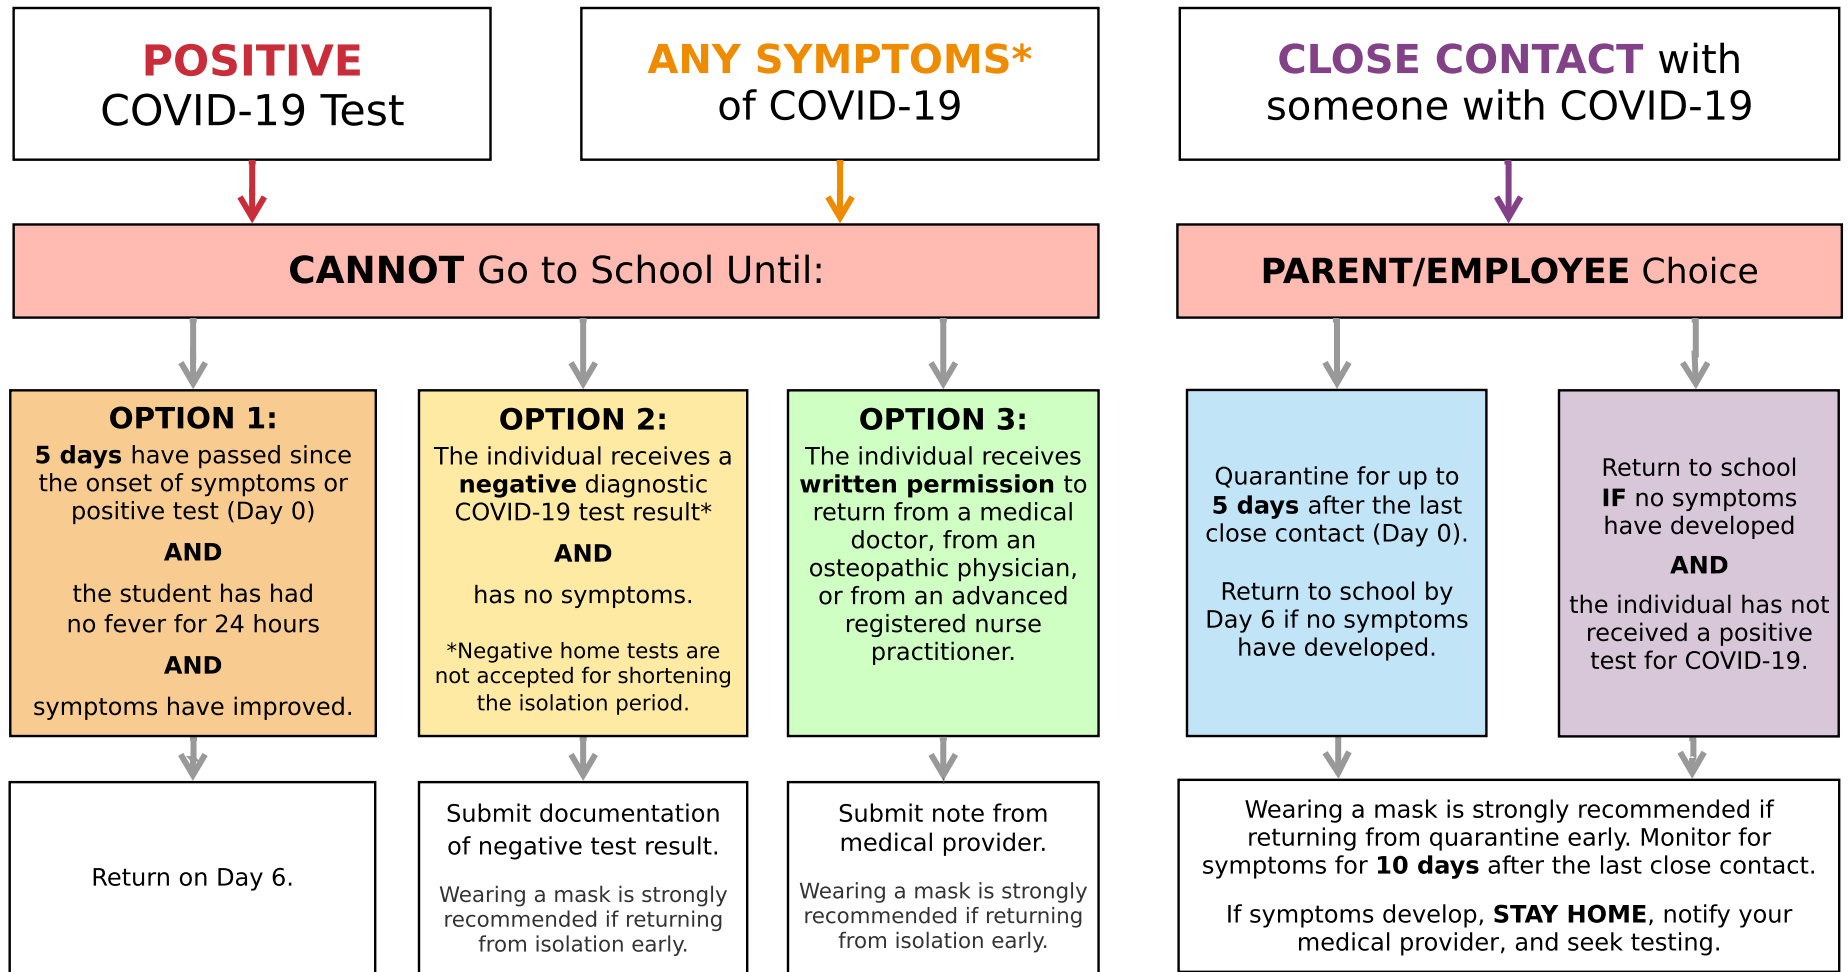 POSITIVE
COVID-19 Test
ANY SYMPTOMS*
of COVID-19
CLOSE CONTACT with
someone with COVID-19
CANNOT Go to School Until:
PARENT/EMPLOYEE Choice
OPTION 1:
5 days have passed since
the onset of symptoms or
positive test (Day 0)
AND
the student has had
no fever for 24 hours
AND
symptoms have improved.
OPTION 2:
The individual receives a
negative diagnostic
COVID-19 test result*
AND
has no symptoms.
*Negative home tests are
not accepted for shortening
the isolation period.
OPTION 3:
The individual receives
written permission to
return from a medical
doctor, from an
osteopathic physician,
or from an advanced
registered nurse
practitioner.
Quarantine for up to
5 days after the last
close contact (Day 0).
Return to school by
Day 6 if no symptoms
have developed.
Return to school
IF no symptoms
have developed
AND
the individual has not
received a positive
test for COVID-19.
Return on Day 6.
Submit documentation
of negative test result.
Wearing a mask is strongly
recommended if returning
from isolation early.
Submit note from
medical provider.
Wearing a mask is strongly
recommended if returning
from isolation early.
Wearing a mask is strongly recommended if
returning from quarantine early. Monitor for
symptoms for 10 days after the last close contact.
If symptoms develop, STAY HOME, notify your
medical provider, and seek testing.